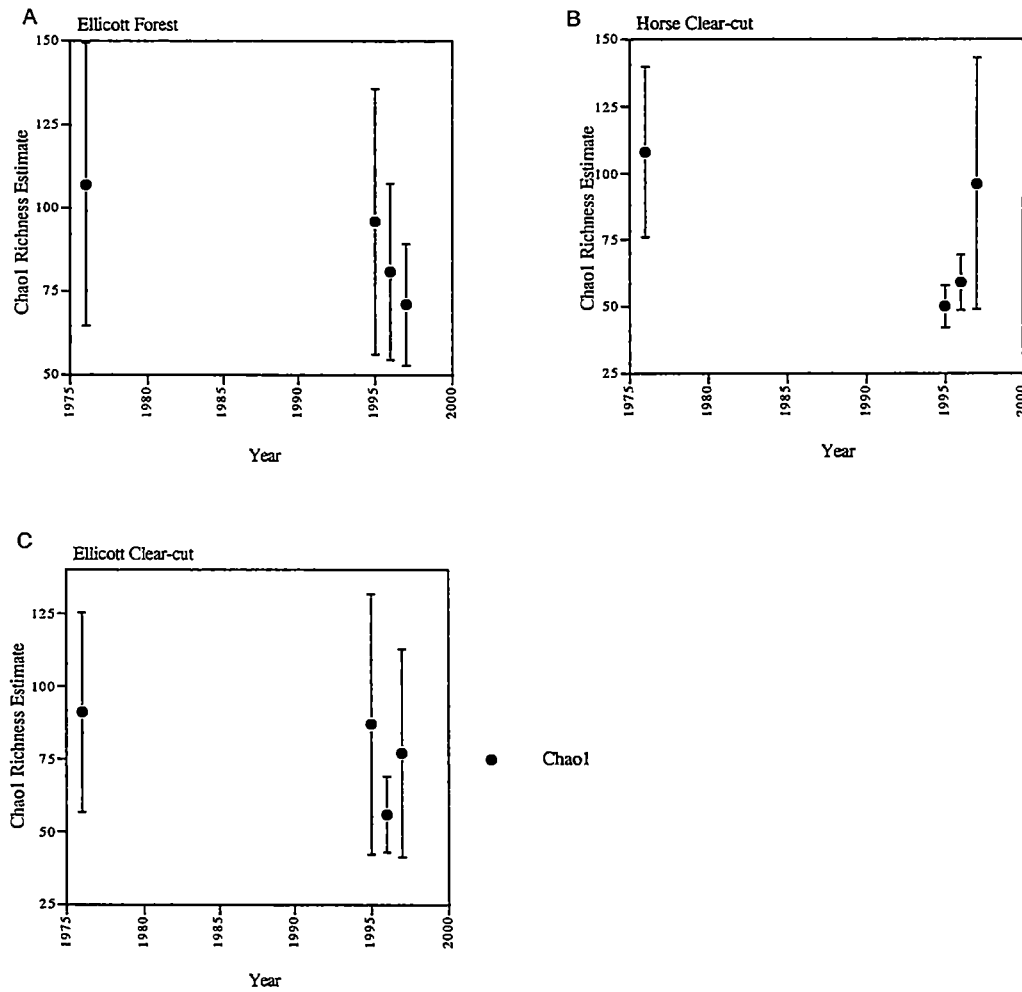 A
Ellicott Forest
150
125
100
75
50
Chao1 Richness Estimate
1975
1980
1985
1990
1995
2000
Year
B
Horse Clear-cut
150
125
100
75
50
25
Chao1 Richness Estimate
1975
1980
1985
1990
1995
2000
Year
C
Ellicott Clear-cut
125
100
75
50
25
Chao1 Richness Estimate
1975
1980
1985
1990
1995
2000
Year
Chao1